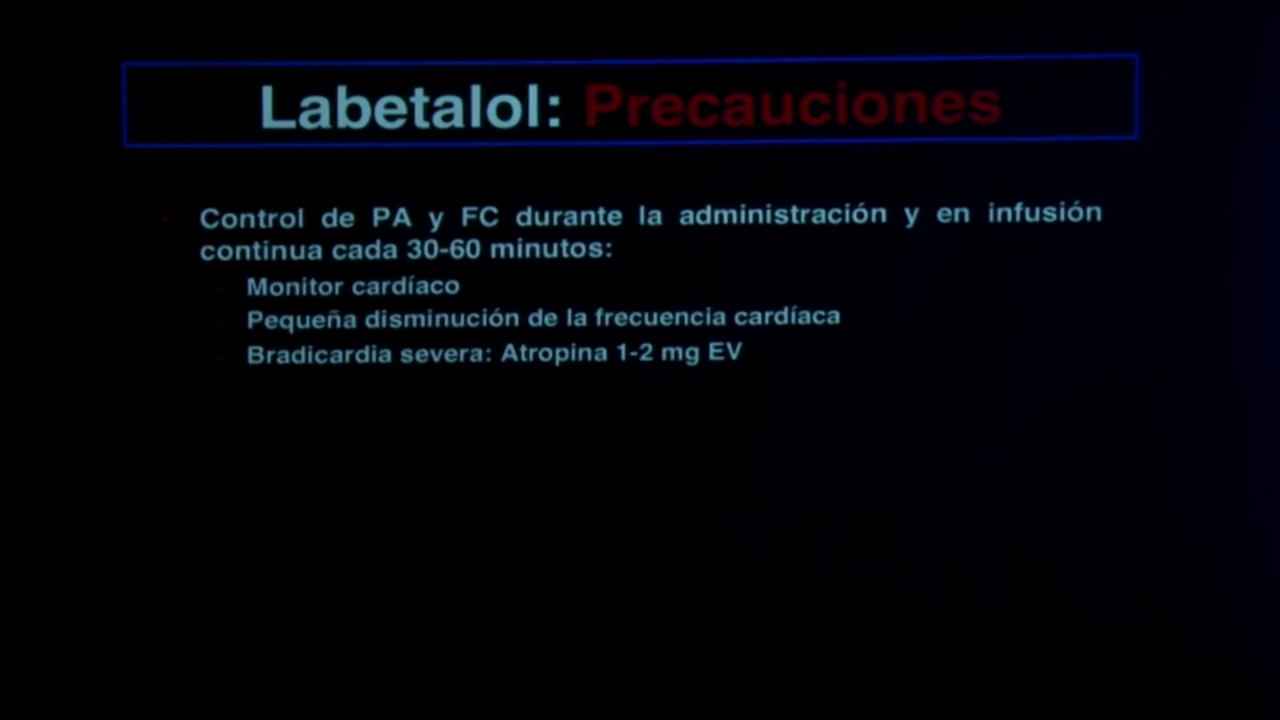 Labetalol: Precauciones
Control de PA y FC durante la administración y en infusión
continua cada 30-60 minutos:
Monitor cardíaco
Pequeña disminución de la frecuencia cardíaca
Bradicardia severa: Atropina 1-2 mg EV